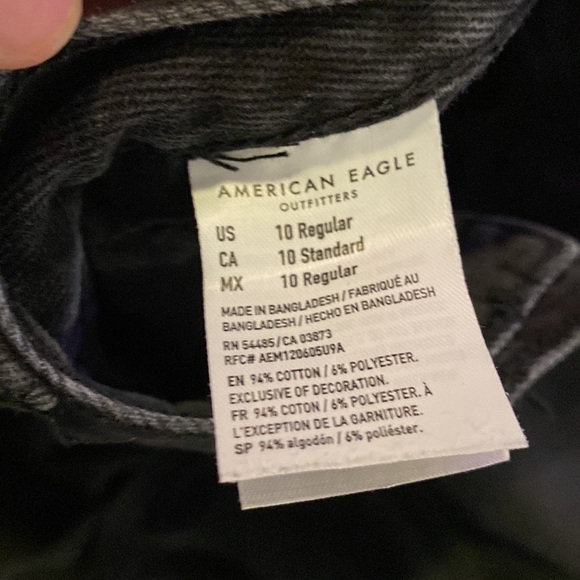 AMERICAN EAGLE
OUTFITTERS
US 10 Regular
CA 10 Standard
MX 10 Regular
MADE IN BANGLADESH / FABRIQUÉ AU
BANGLADESH / HECHO EN BANGLADESH
RN 54485 / CA 03873
RFC# AEM120605U9A
EN 94% COTTON / 6% POLYESTER.
EXCLUSIVE OF DECORATION.
FR 94% COTON / 6% POLYESTER. À
L'EXCEPTION DE LA GARNITURE.
SP 94% algodón / 6% poliéster.